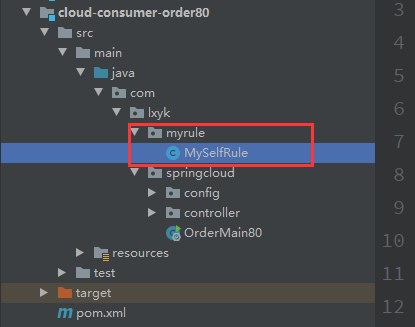 cloud-consumer-order80
src
main
java
com
lxyk
myrule
MySelfRule
springcloud
config
controller
OrderMain80
resources
test
target
pom.xml
3
4
5
6
7
8
9
10
11
12